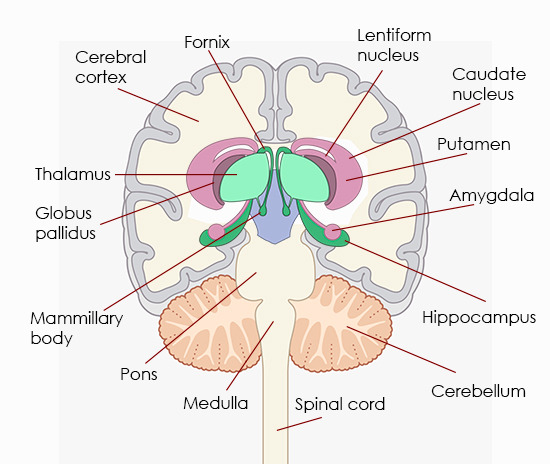 Fornix
Lentiform
nucleus
Cerebral
cortex
Caudate
nucleus
Putamen
Thalamus
Amygdala
Globus
pallidus
Mammillary
body
Hippocampus
Pons
Cerebellum
Medulla
Spinal cord